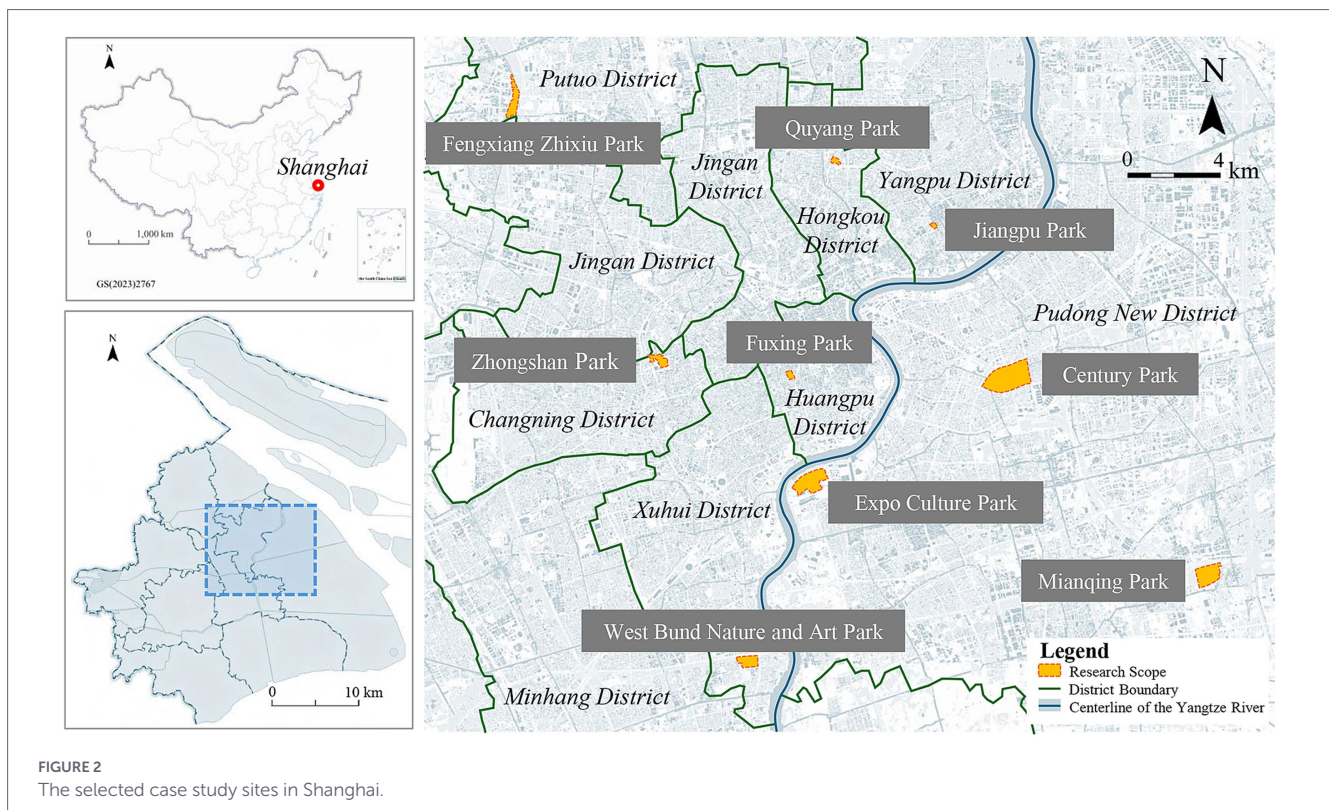 N
Shanghai
0 1,000 km
GS(2023)2767
the South China Sea Islands
N
0 10 km
N
0 4
km
Putuo District
Fengxiang Zhixiu Park
Quyang Park
Jingan
District
Yangpu District
Hongkou
District
Jiangpu Park
Jingan District
Pudong New District
Zhongshan Park
Fuxing Park
Century Park
Huangpu
District
Changning District
Xuhui District
Expo Culture Park
Mianqing Park
West Bund Nature and Art Park
Minhang District
Legend
Research Scope
District Boundary
Centerline of the Yangtze River
FIGURE 2
The selected case study sites in Shanghai.